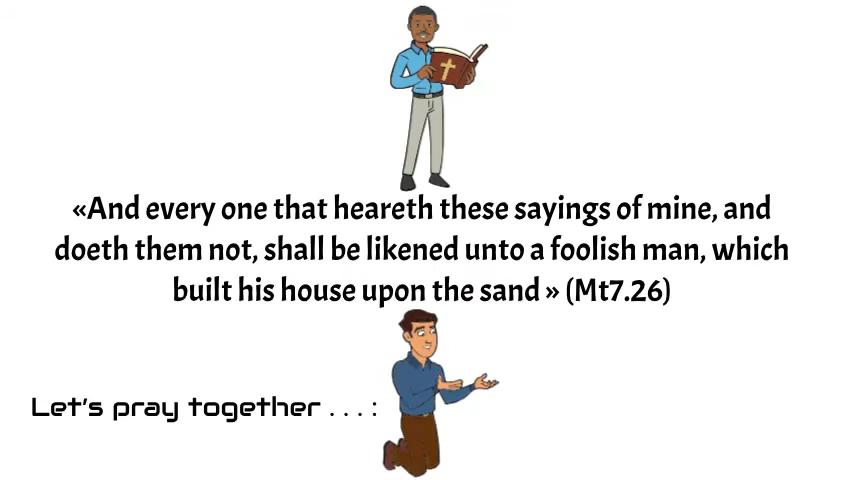 «And every one that heareth these sayings of mine, and
doeth them not, shall be likened unto a foolish man, which
built his house upon the sand » (Mt7.26)
Let's pray together . . . :